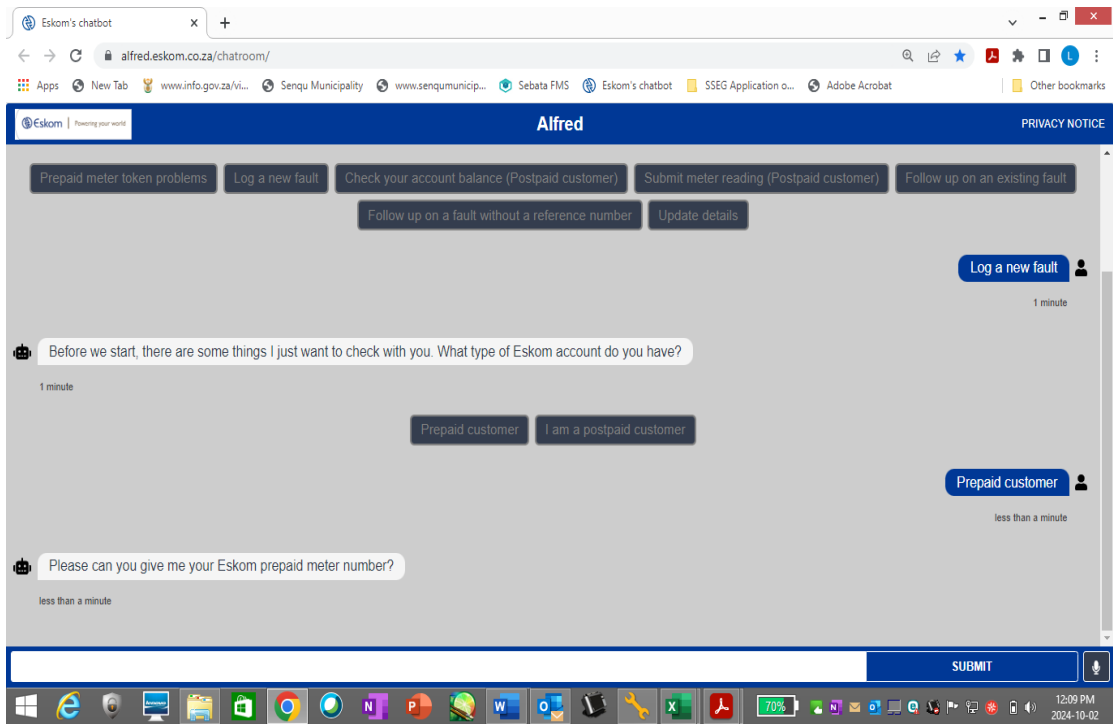 Eskom's chatbot
alfred.eskom.co.za/chatroom/
L
Apps New Tab www.info.gov.za/vi... Senqu Municipality www.senqumunicip... Sebata FMS Eskom's chatbot SSEG Application o... Adobe Acrobat Other bookmarks
Eskom Powering your world Alfred PRIVACY NOTICE
Prepaid meter token problems Log a new fault Check your account balance (Postpaid customer) Submit meter reading (Postpaid customer) Follow up on an existing fault
Follow up on a fault without a reference number Update details
Log a new fault
1 minute
Before we start, there are some things I just want to check with you. What type of Eskom account do you have?
1 minute
Prepaid customer I am a postpaid customer
Prepaid customer
less than a minute
Please can you give me your Eskom prepaid meter number?
less than a minute
SUBMIT
70% 12:09 PM
2024-10-02